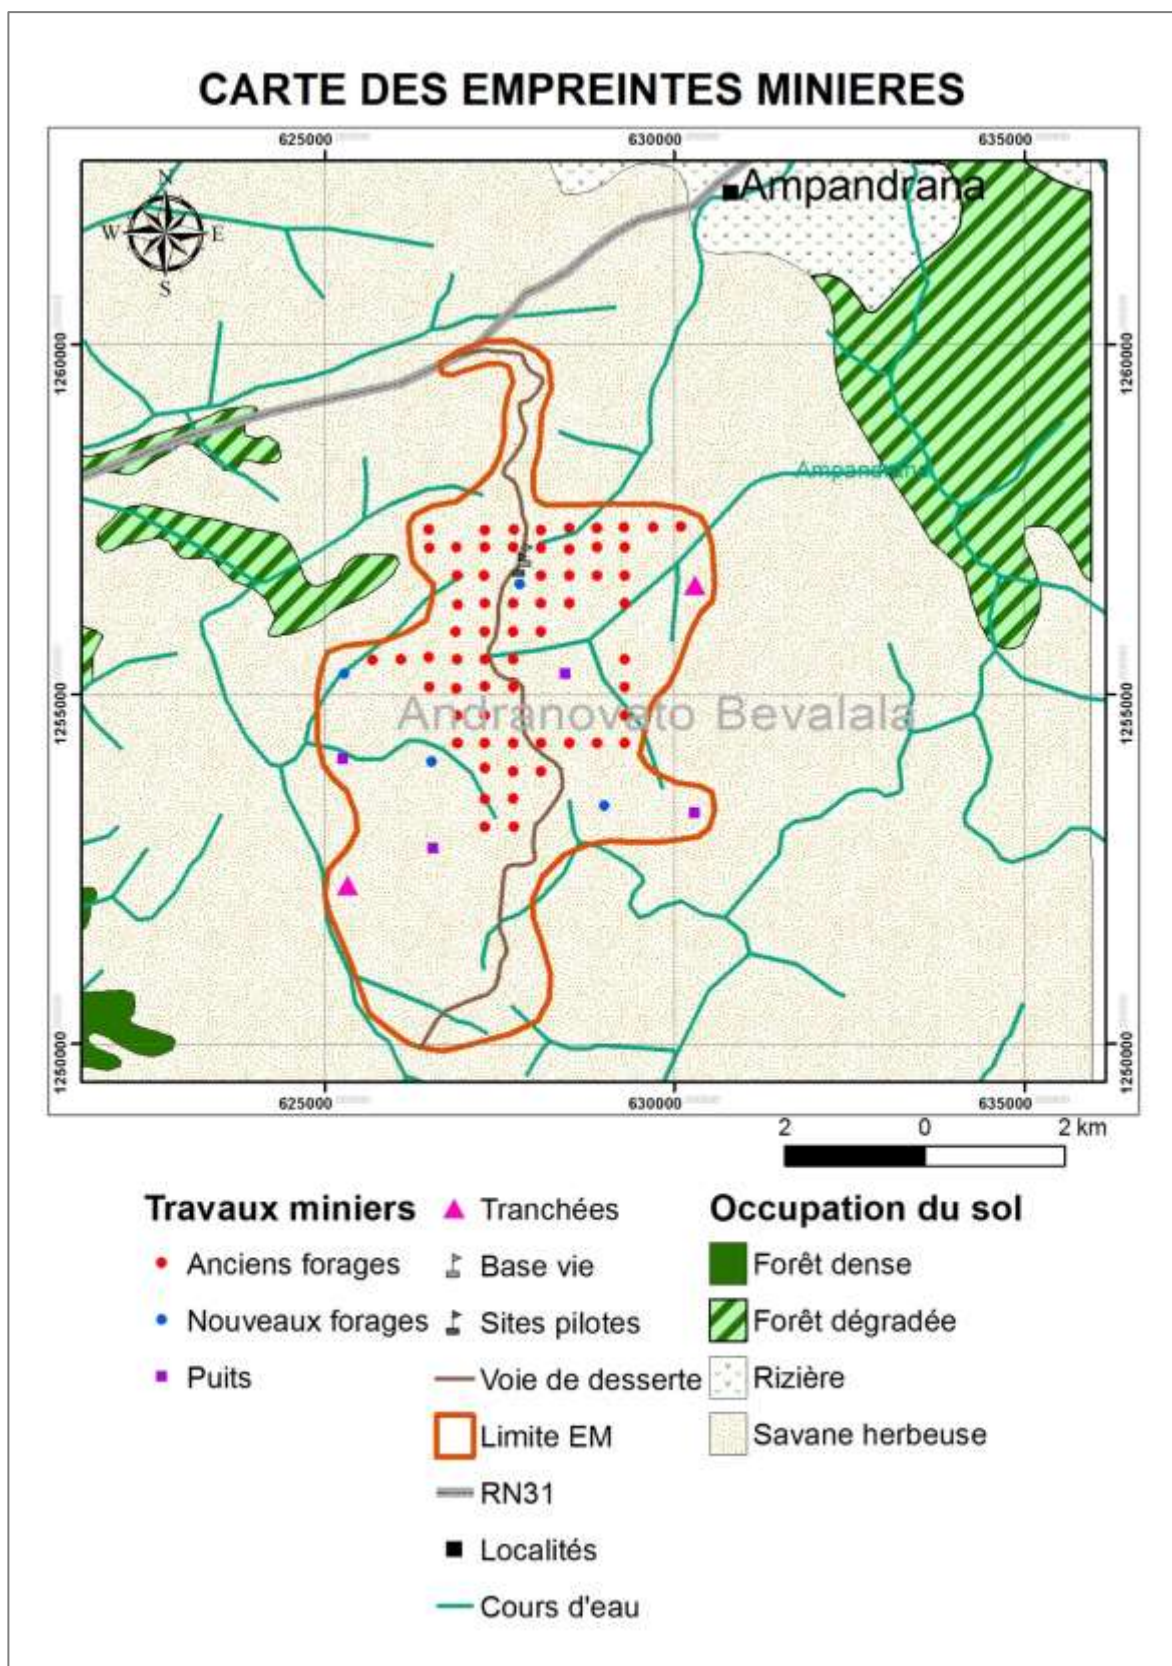 CARTE DES EMPREINTES MINIERES
625000
630000
635000
Ampandrana
N
W
E
S
1260000
1260000
Ampandrana
1255000
1255000
Andranovato Bevalala
1250000
1250000
625000
630000
635000
2
0
2 km
Travaux miniers
Anciens forages
Nouveaux forages
Puits
Tranchées
Base vie
Sites pilotes
Voie de desserte
Limite EM
RN31
Localités
Cours d'eau
Occupation du sol
Forêt dense
Forêt dégradée
Rizière
Savane herbeuse